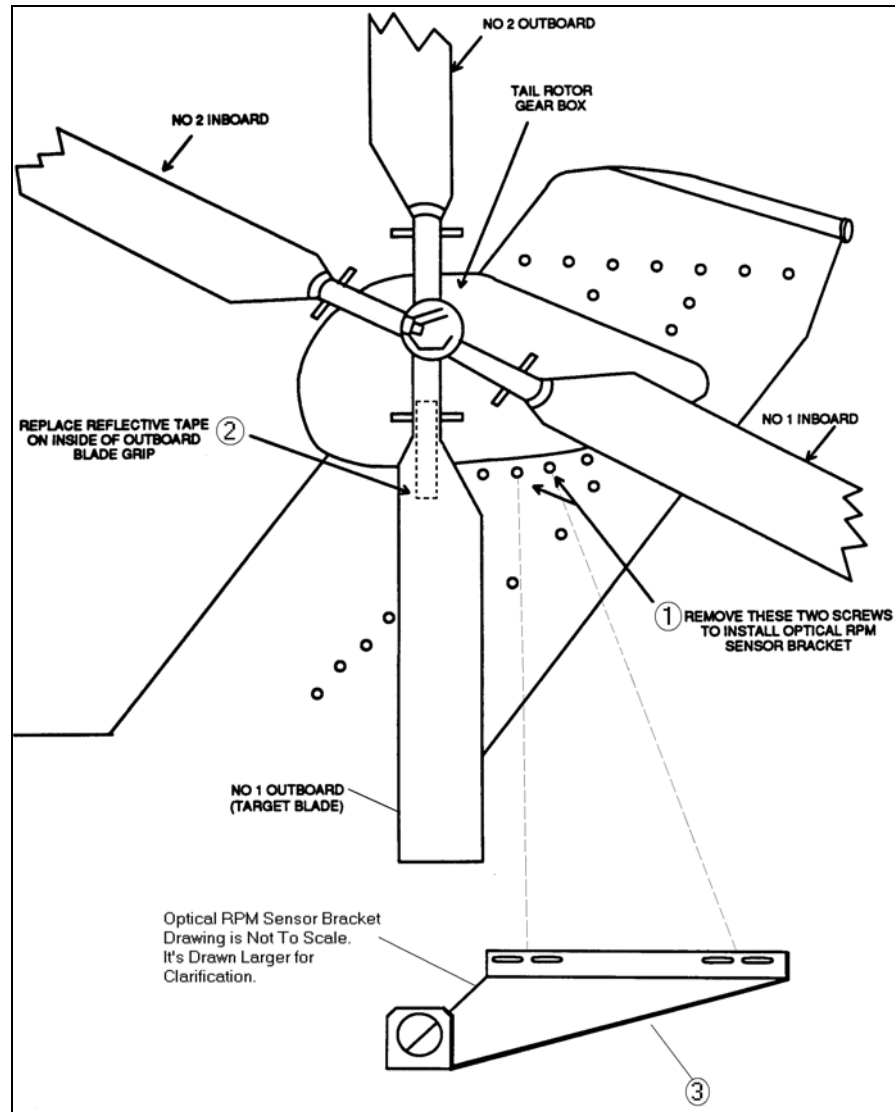 NO 2 OUTBOARD
TAIL ROTOR
GEAR BOX
NO 2 INBOARD
NO 1 INBOARD
REPLACE REFLECTIVE TAPE
ON INSIDE OF OUTBOARD
BLADE GRIP
②
① REMOVE THESE TWO SCREWS
TO INSTALL OPTICAL RPM
SENSOR BRACKET
NO 1 OUTBOARD
(TARGET BLADE)
Optical RPM Sensor Bracket
Drawing is Not To Scale.
It's Drawn Larger for
Clarification.
③